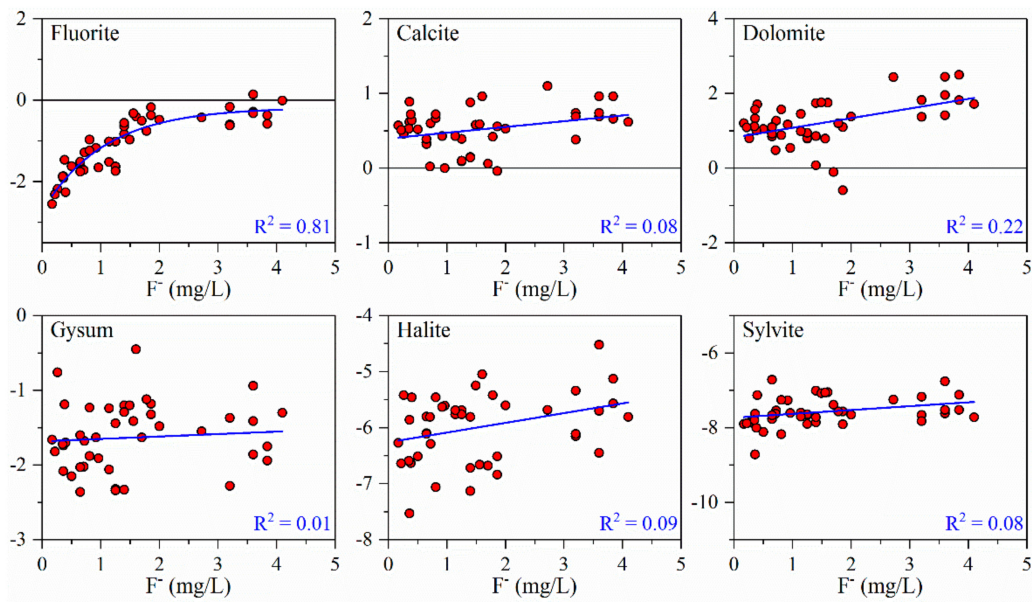 Fluorite
2
0
-2
-4
R² = 0.81
0 1 2 3 4 5
F⁻ (mg/L)
Calcite
2
1
0
-1
R² = 0.08
0 1 2 3 4 5
F⁻ (mg/L)
Dolomite
4
2
0
-2
R² = 0.22
0 1 2 3 4 5
F⁻ (mg/L)
Gysum
0
-1
-2
-3
R² = 0.01
0 1 2 3 4 5
F⁻ (mg/L)
Halite
-4
-5
-6
-7
-8
R² = 0.09
0 1 2 3 4 5
F⁻ (mg/L)
Sylvite
-6
-8
-10
R² = 0.08
0 1 2 3 4 5
F⁻ (mg/L)